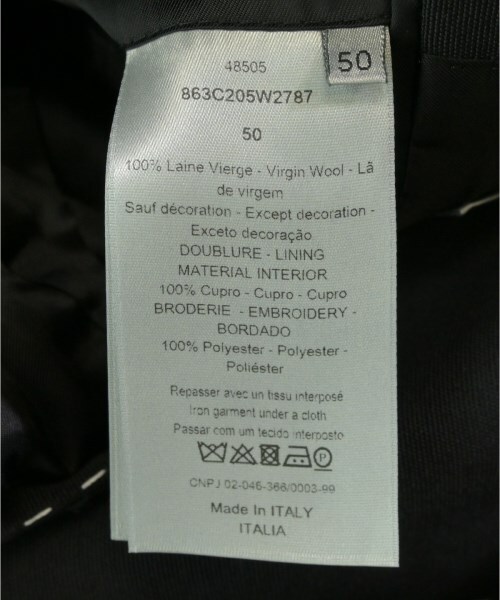 50
48505
863C205W2787
50
100% Laine Vierge - Virgin Wool - Lã
de virgem
Sauf décoration - Except decoration -
Exceto decoração
DOUBLURE - LINING
MATERIAL INTERIOR
100% Cupro - Cupro - Cupro
BRODERIE - EMBROIDERY -
BORDADO
100% Polyester - Polyester -
Poliéster
Repasser avec un tissu interposé
Iron garment under a cloth
Passar com um tecido interposto
P
CNPJ 02-046-368/0003-99
Made In ITALY
ITALIA